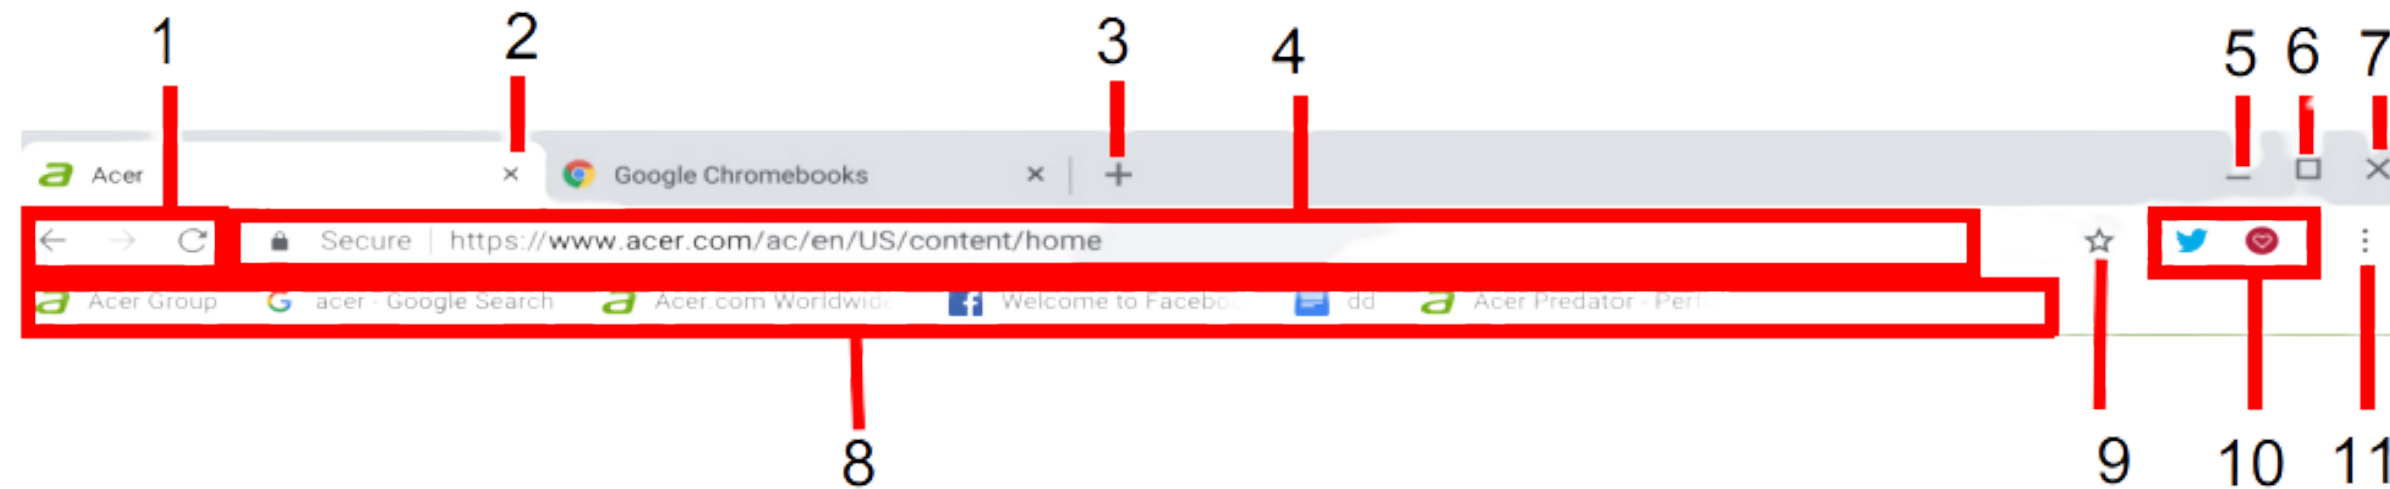 1 2 3 4 5 6 7
Acer Google Chromebooks
Secure https://www.acer.com/ac/en/US/content/home
Acer Group acer - Google Search Acer.com Worldwide Welcome to Facebo dd Acer Predator - Perf
8 9 10 11